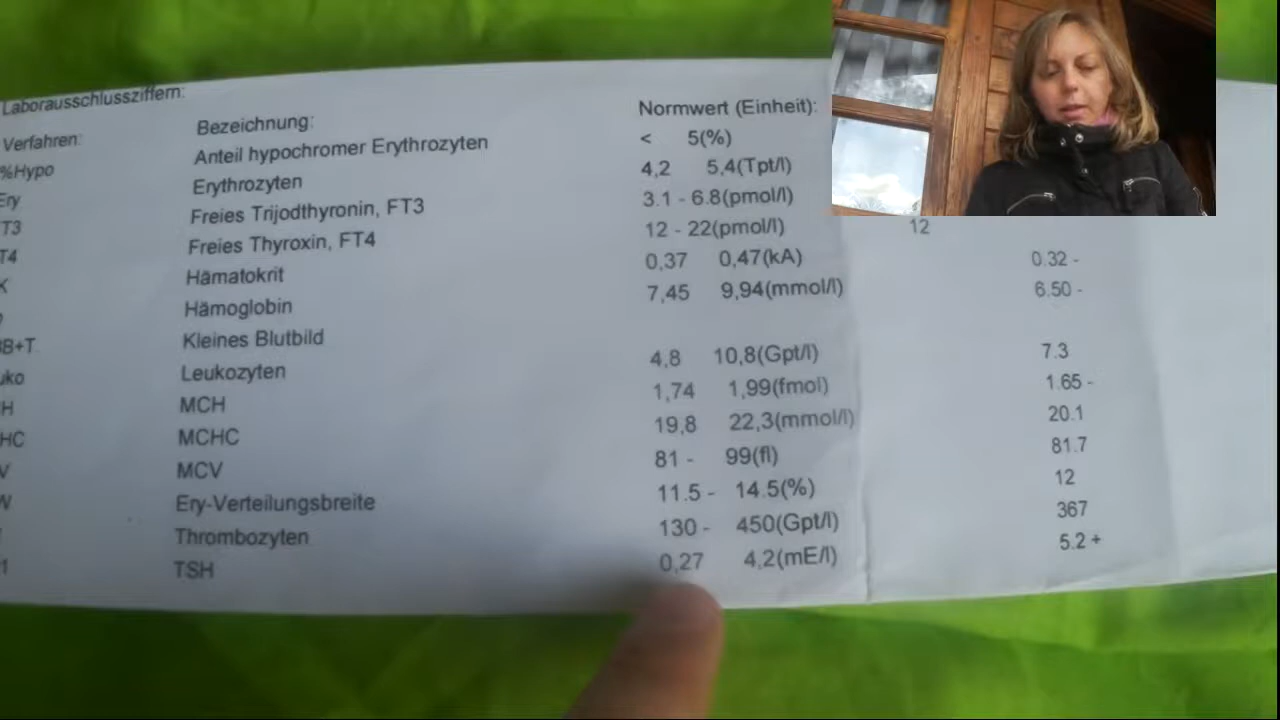 Laborausschlussziffern:
Verfahren: Bezeichnung: Normwert (Einheit):
%Hypo Anteil hypochromer Erythrozyten < 5(%)
Ery Erythrozyten 4,2 5,4(Tpt/l)
T3 Freies Trijodthyronin, FT3 3.1 - 6.8(pmol/l)
T4 Freies Thyroxin, FT4 12 - 22(pmol/l) 12
K Hämatokrit 0,37 0,47(kA) 0.32 -
Hämoglobin 7,45 9,94(mmol/l) 6.50 -
BB+T Kleines Blutbild
uko Leukozyten 4,8 10,8(Gpt/l) 7.3
H MCH 1,74 1,99(fmol) 1.65 -
HC MCHC 19,8 22,3(mmol/l) 20.1
V MCV 81 - 99(fl) 81.7
W Ery-Verteilungsbreite 11.5 - 14.5(%) 12
Thrombozyten 130 - 450(Gpt/l) 367
1 TSH 0,27 4,2(mE/l) 5.2 +